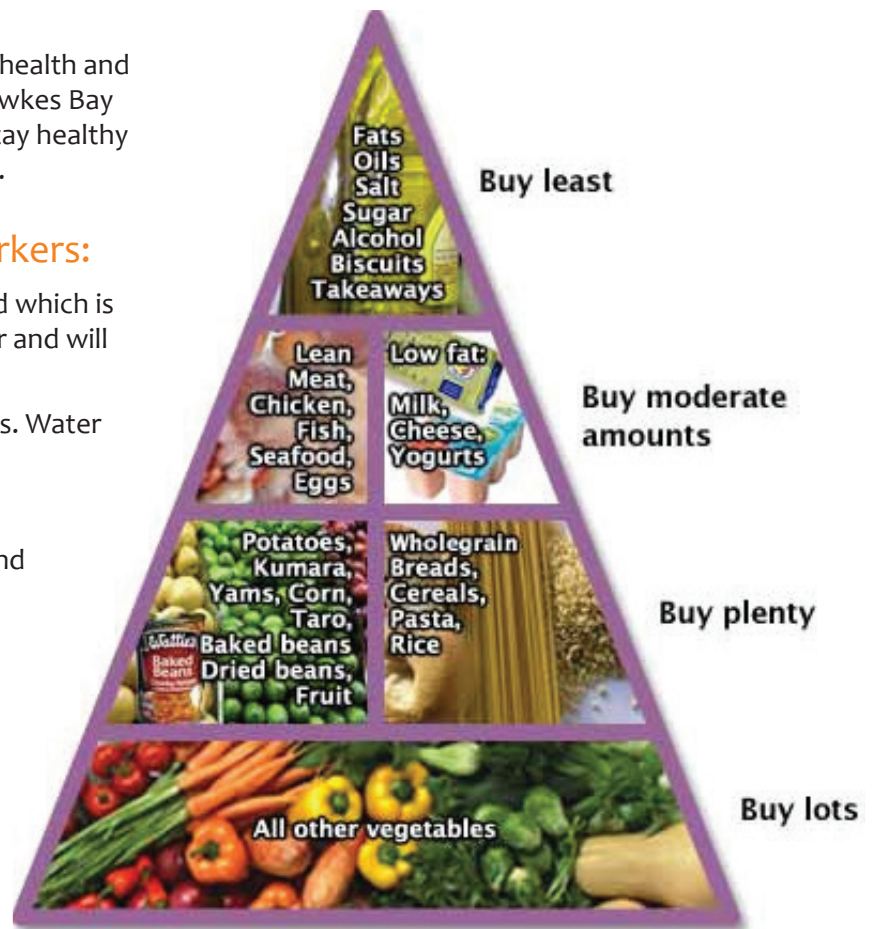 health and
wkes Bay
ay healthy
.
rkers:
d which is
r and will
s. Water
nd
Fats
Oils
Salt
Sugar
Alcohol
Biscuits
Takeaways
Buy least
Lean
Meat,
Chicken,
Fish,
Seafood,
Eggs
Low fat:
Milk,
Cheese,
Yogurts
Buy moderate
amounts
Potatoes,
Kumara,
Yams, Corn,
Taro,
Baked beans
Dried beans,
Fruit
Wattie's
Baked
Beans
Wholegrain
Breads,
Cereals,
Pasta,
Rice
Buy plenty
All other vegetables
Buy lots